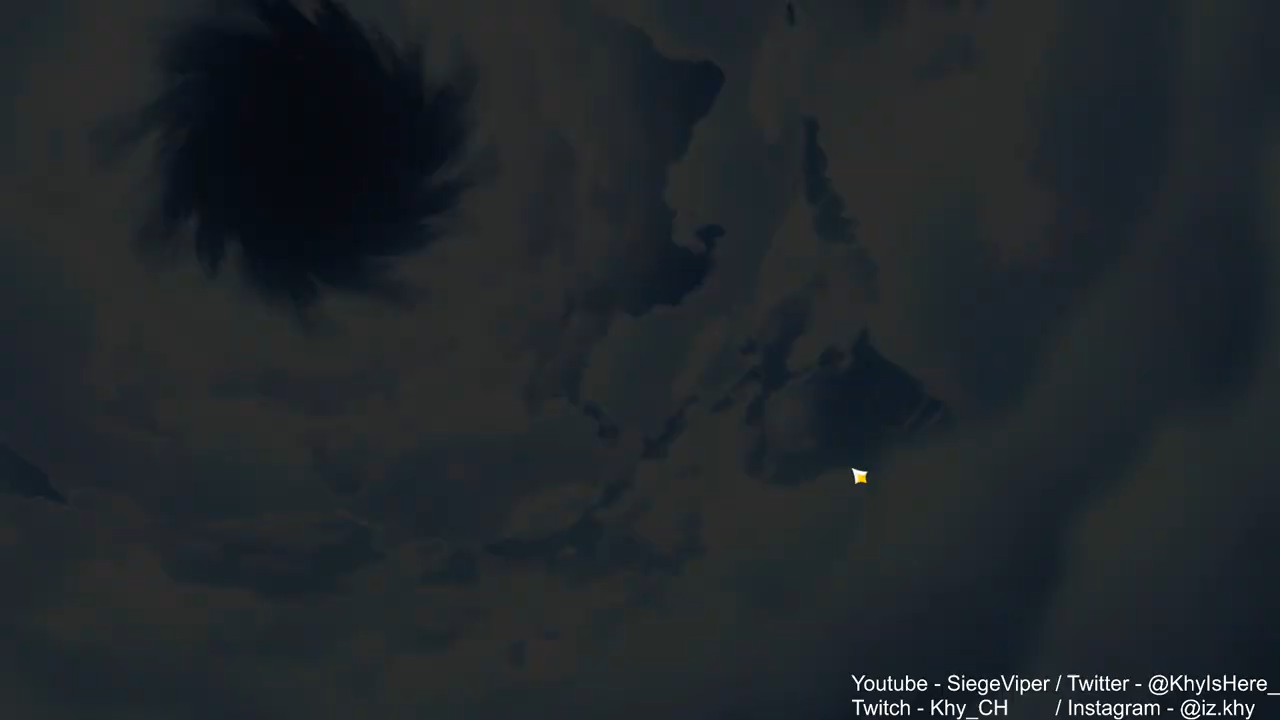 Youtube - SiegeViper / Twitter - @KhyIsHere_
Twitch - Khy_CH / Instagram - @iz.khy